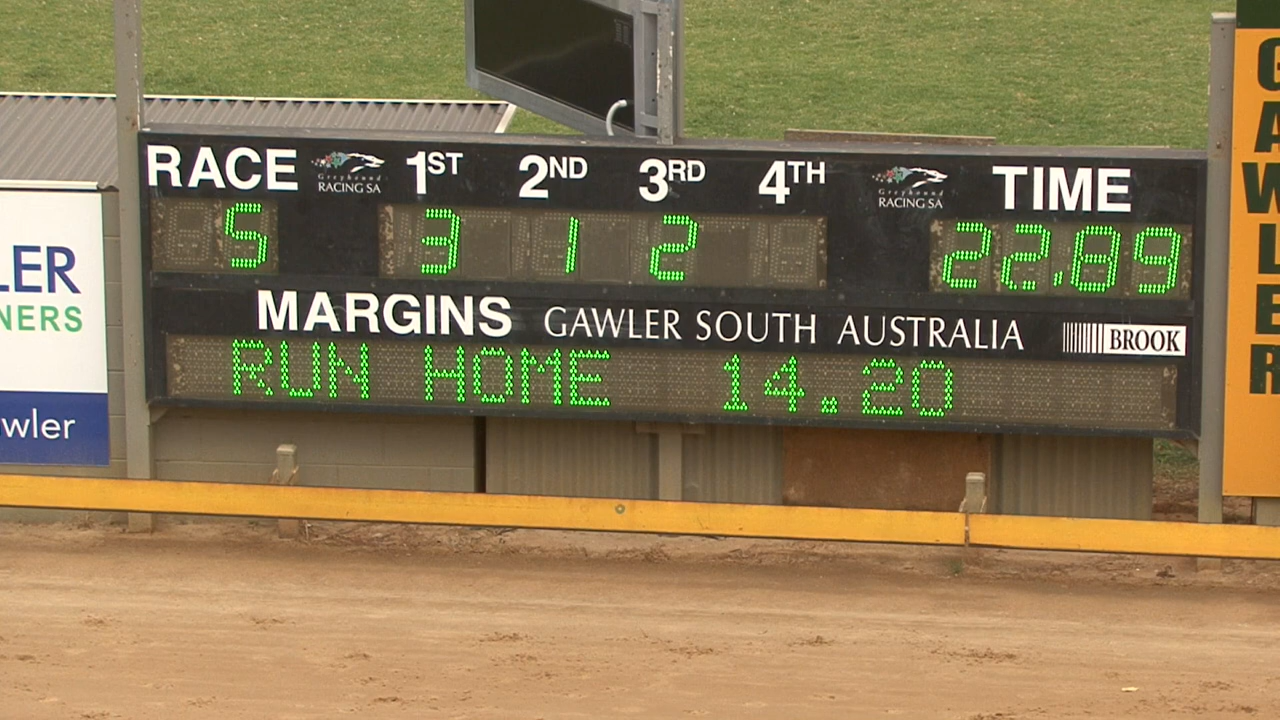 RACE
Greyhound
RACING SA
1ST 2ND 3RD 4TH
Greyhound
RACING SA
TIME
5 3 1 2 22.89
MARGINS GAWLER SOUTH AUSTRALIA BROOK
RUN HOME 14.20
LER
NERS
wler
GAWLER